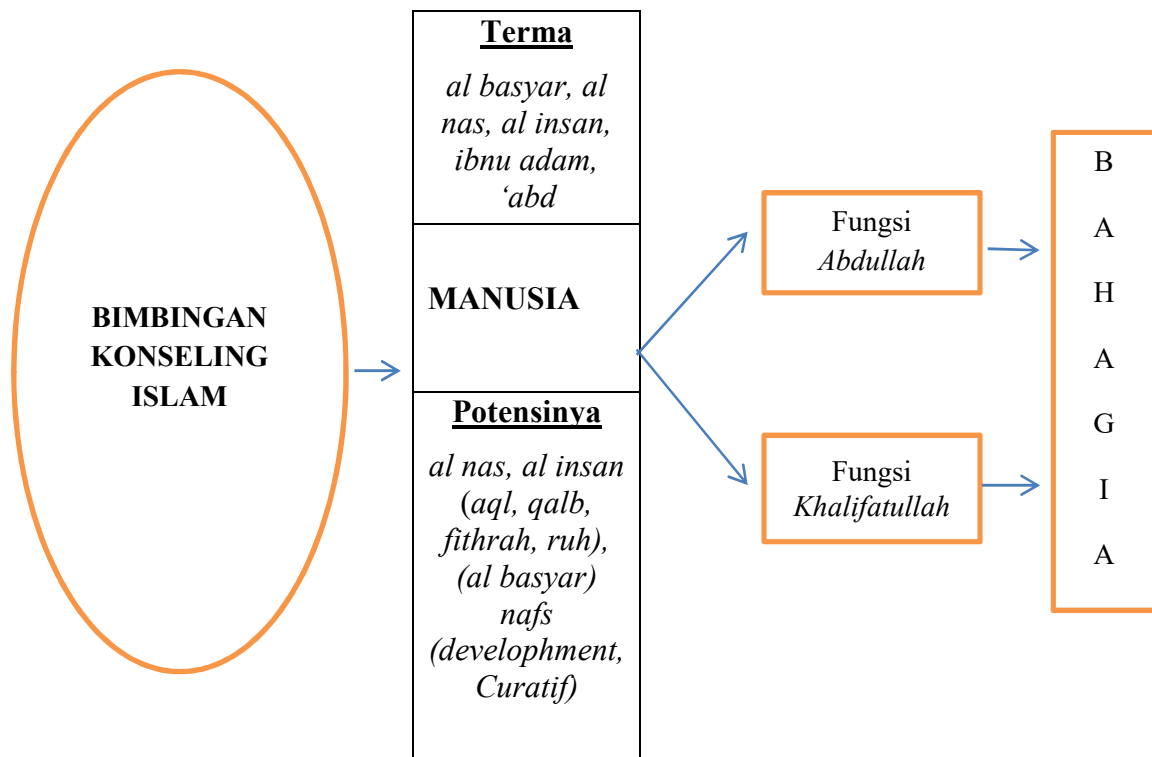 BIMBINGAN
KONSELING
ISLAM
Terma
al basyar, al
nas, al insan,
ibnu adam,
‘abd
MANUSIA
Potensinya
al nas, al insan
(aql, qalb,
fithrah, ruh),
(al basyar)
nafs
(develophment,
Curatif)
Fungsi
Abdullah
Fungsi
Khalifatullah
B
A
H
A
G
I
A